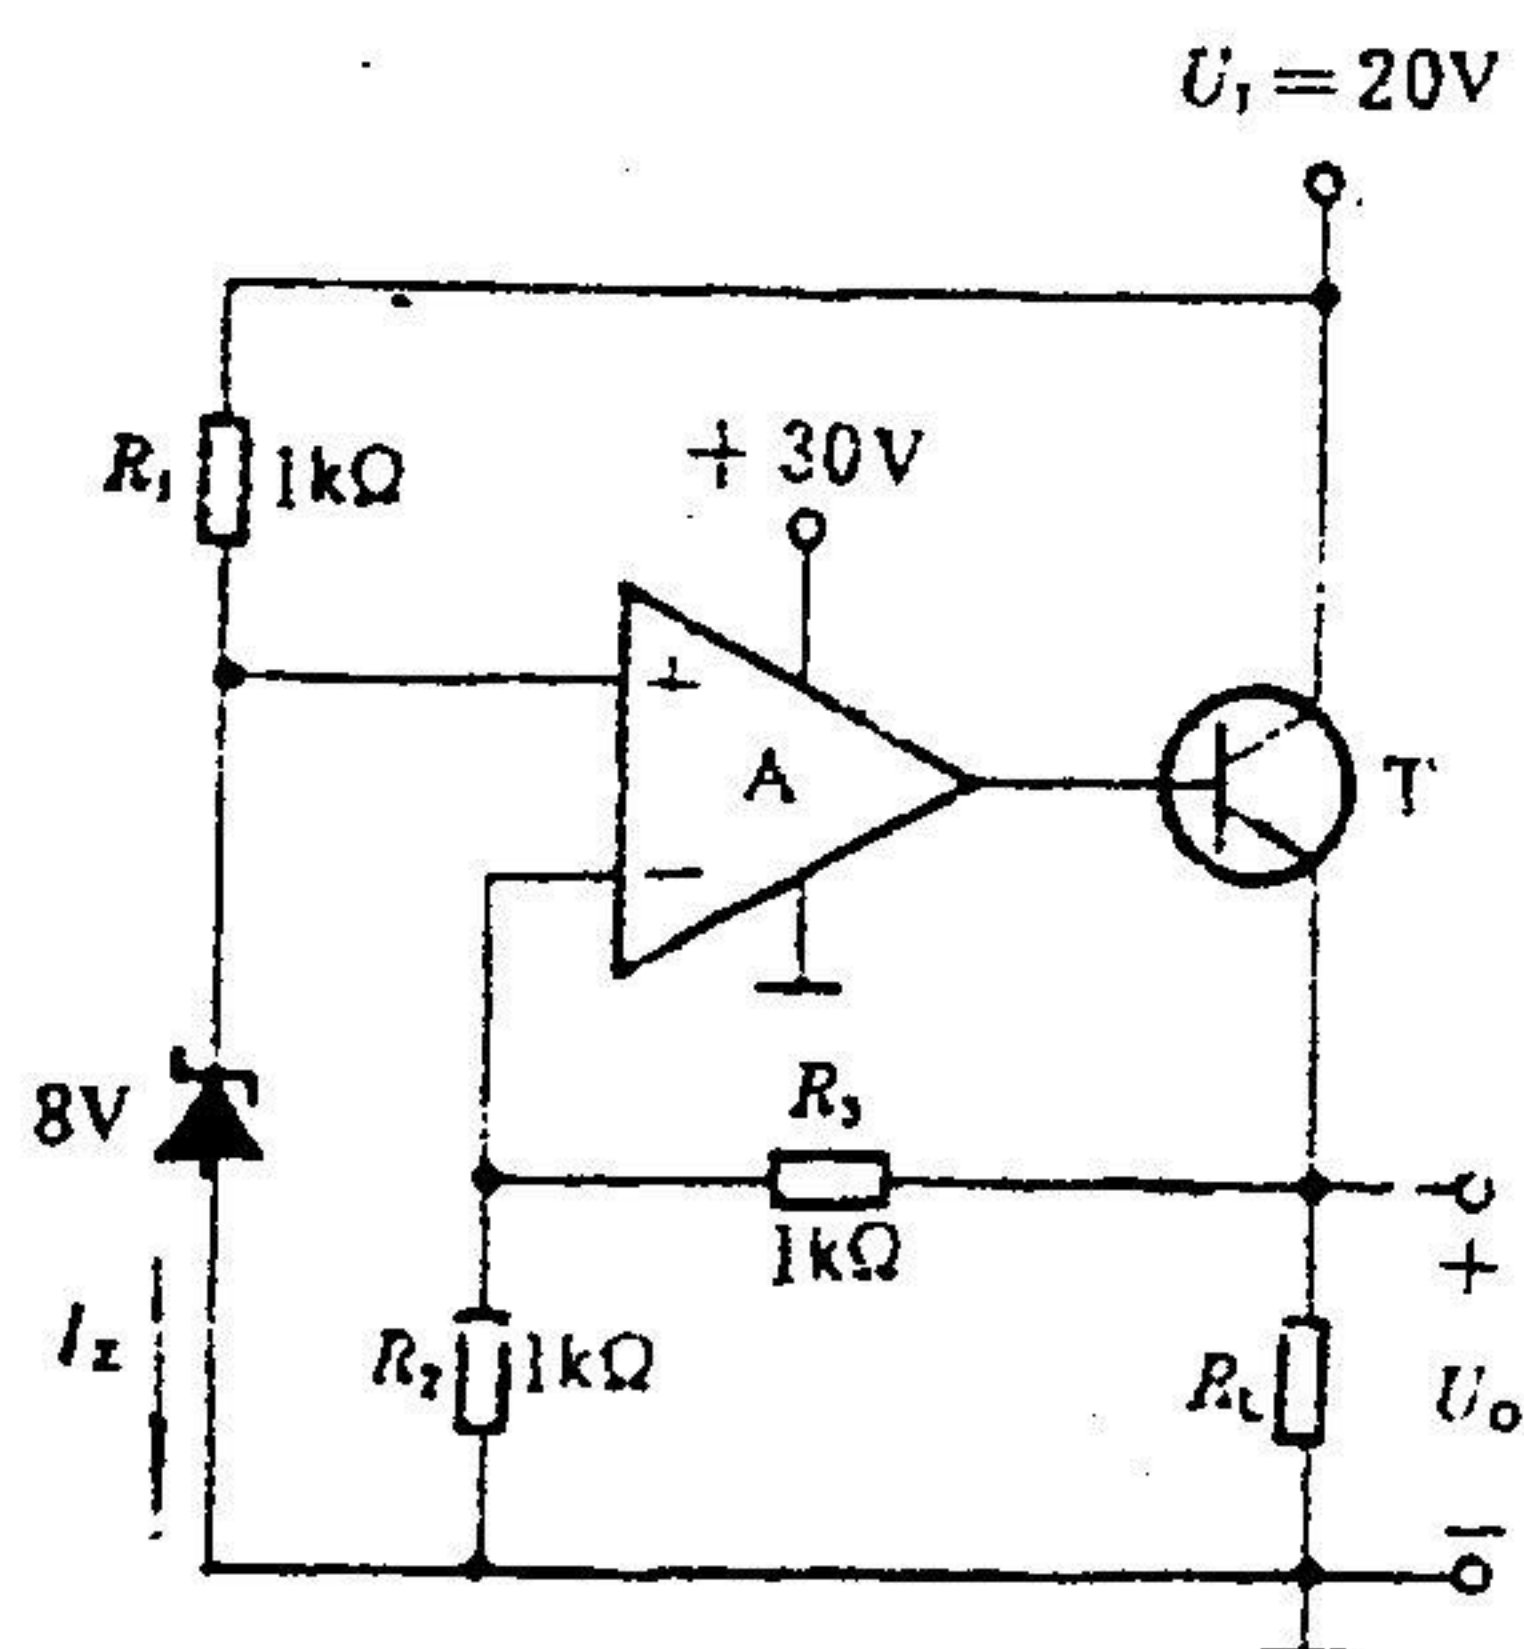 U₁=20V
+30V
R₁ 1kΩ
+
A
T
−
8V
R₃
1kΩ
+
I_Z
R₂ 1kΩ
R_L
U_O
−